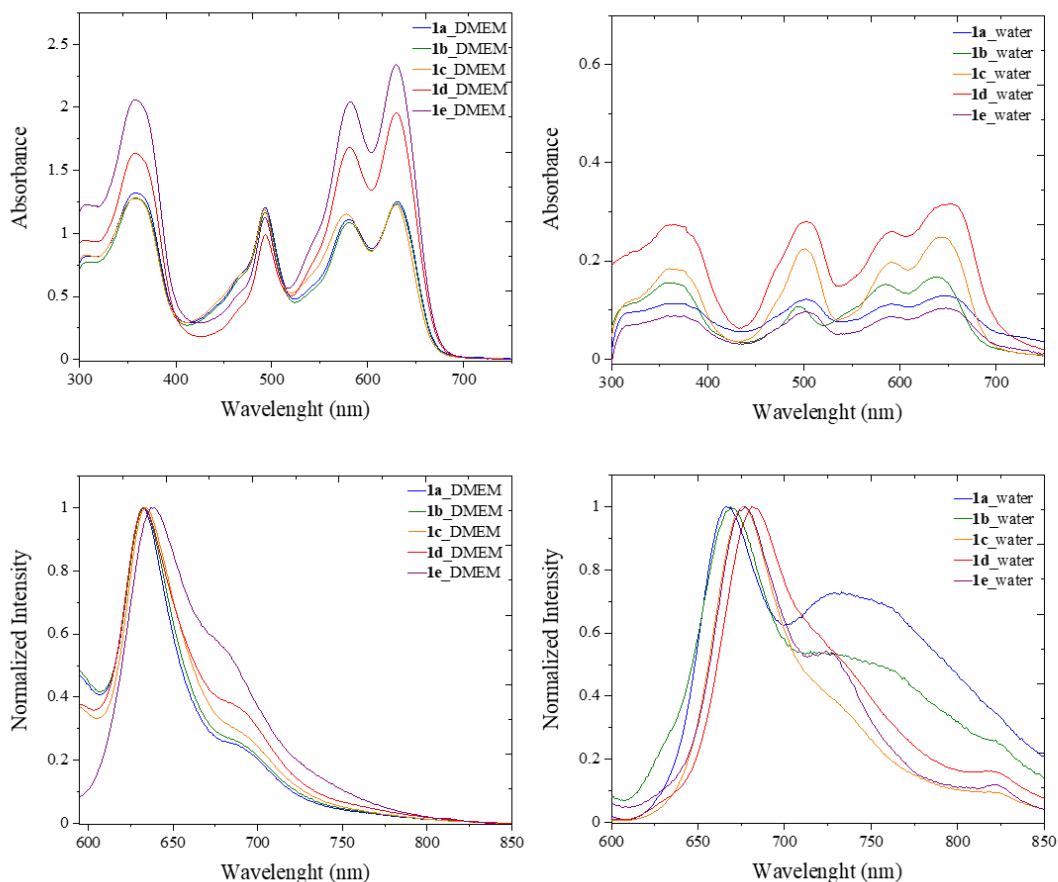 1a_DMEM
1b_DMEM
1c_DMEM
1d_DMEM
1e_DMEM
2.5
2
1.5
1
0.5
0
300
400
500
600
700
Absorbance
Wavelenght (nm)
1a_water
1b_water
1c_water
1d_water
1e_water
0.6
0.4
0.2
0
300
400
500
600
700
Absorbance
Wavelenght (nm)
1a_DMEM
1b_DMEM
1c_DMEM
1d_DMEM
1e_DMEM
1
0.8
0.6
0.4
0.2
0
600
650
700
750
800
850
Normalized Intensity
Wavelenght (nm)
1a_water
1b_water
1c_water
1d_water
1e_water
1
0.8
0.6
0.4
0.2
0
600
650
700
750
800
850
Normalized Intensity
Wavelenght (nm)